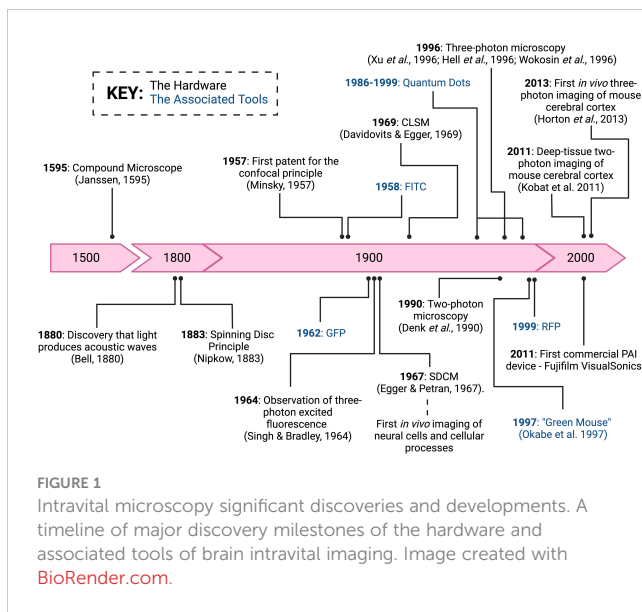 1996: Three-photon microscopy
(Xu et al., 1996; Hell et al., 1996; Wokosin et al., 1996)
KEY: The Hardware
The Associated Tools
1986-1999: Quantum Dots
2013: First in vivo three-
photon imaging of mouse
cerebral cortex
(Horton et al., 2013)
1969: CLSM
(Davidovits & Egger, 1969)
1595: Compound Microscope
(Janssen, 1595)
1957: First patent for the
confocal principle
(Minsky, 1957)
1958: FITC
2011: Deep-tissue two-
photon imaging of
mouse cerebral cortex
(Kobat et al. 2011)
1500
1800
1900
2000
1880: Discovery that light
produces acoustic waves
(Bell, 1880)
1883: Spinning Disc
Principle
(Nipkow, 1883)
1962: GFP
1964: Observation of three-
photon excited
fluorescence
(Singh & Bradley, 1964)
1967: SDCM
(Egger & Petran, 1967).
First in vivo imaging of
neural cells and cellular
processes
1990: Two-photon
microscopy
(Denk et al., 1990)
1999: RFP
2011: First commercial PAI
device - Fujifilm VisualSonics
1997: "Green Mouse"
(Okabe et al. 1997)
FIGURE 1
Intravital microscopy significant discoveries and developments. A
timeline of major discovery milestones of the hardware and
associated tools of brain intravital imaging. Image created with
BioRender.com.